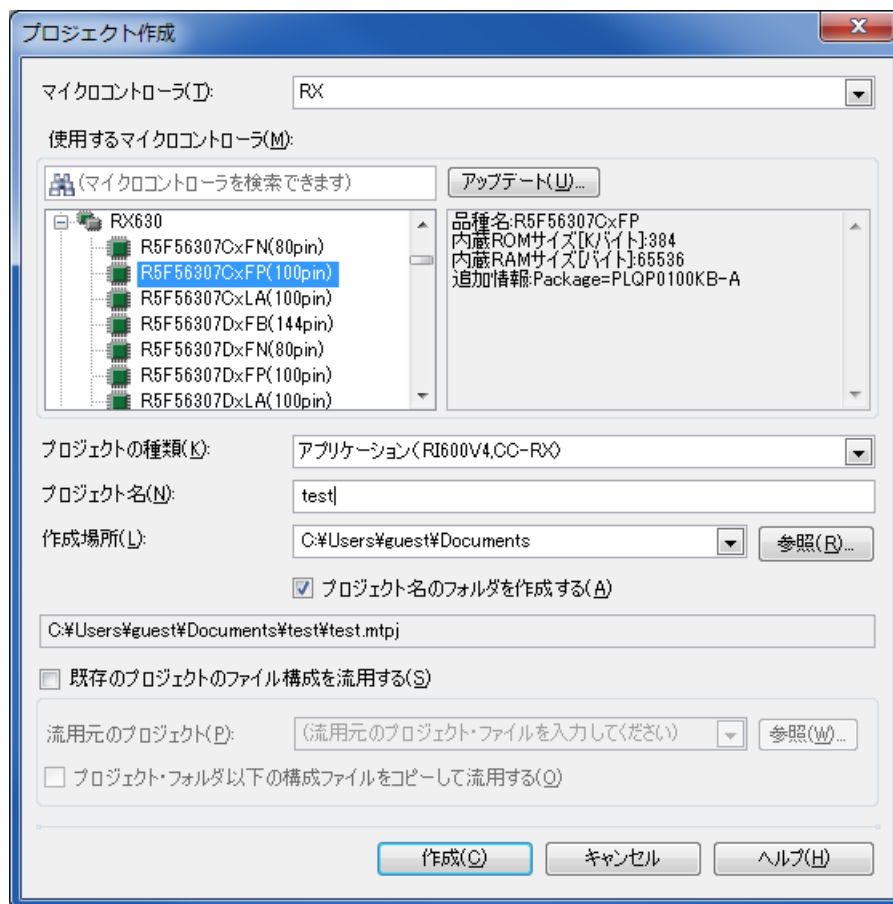 プロジェクト作成
マイクロコントローラ(T): RX
使用するマイクロコントローラ(M):
(マイクロコントローラを検索できます) アップデート(U)...
RX630
R5F56307CxFN(80pin)
R5F56307CxFP(100pin)
R5F56307CxLA(100pin)
R5F56307DxFB(144pin)
R5F56307DxFN(80pin)
R5F56307DxFP(100pin)
R5F56307DxLA(100pin)
品種名:R5F56307CxFP
内蔵ROMサイズ[Kバイト]:384
内蔵RAMサイズ[バイト]:65536
追加情報:Package=PLQP0100KB-A
プロジェクトの種類(K): アプリケーション(RI600V4,CC-RX)
プロジェクト名(N): test
作成場所(L): C:¥Users¥guest¥Documents 参照(R)...
プロジェクト名のフォルダを作成する(A)
C:¥Users¥guest¥Documents¥test¥test.mtpj
既存のプロジェクトのファイル構成を流用する(S)
流用元のプロジェクト(P): (流用元のプロジェクト・ファイルを入力してください) 参照(W)...
プロジェクト・フォルダ以下の構成ファイルをコピーして流用する(O)
作成(C) キャンセル ヘルプ(H)